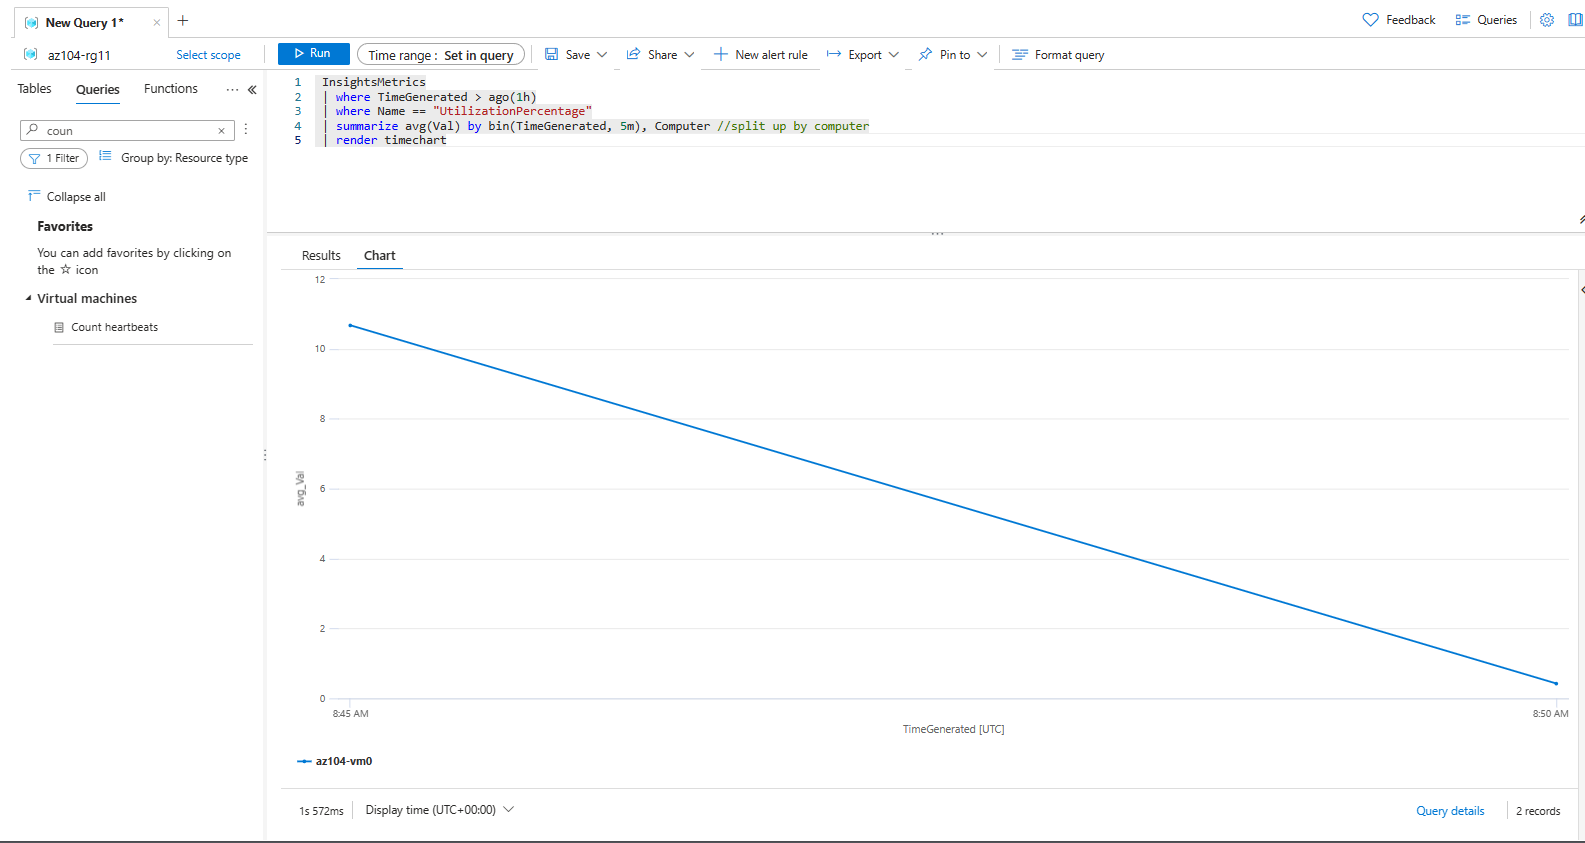 New Query 1*
Feedback
Queries
az104-rg11
Select scope
Run
Time range : Set in query
Save
Share
New alert rule
Export
Pin to
Format query
Tables
Queries
Functions
coun
1 Filter
Group by: Resource type
Collapse all
Favorites
You can add favorites by clicking on
the ☆ icon
Virtual machines
Count heartbeats
1 InsightsMetrics
2 | where TimeGenerated > ago(1h)
3 | where Name == "UtilizationPercentage"
4 | summarize avg(Val) by bin(TimeGenerated, 5m), Computer //split up by computer
5 | render timechart
Results
Chart
12
10
8
6
4
2
0
avg_Val
8:45 AM
8:50 AM
TimeGenerated [UTC]
az104-vm0
1s 572ms
Display time (UTC+00:00)
Query details
2 records